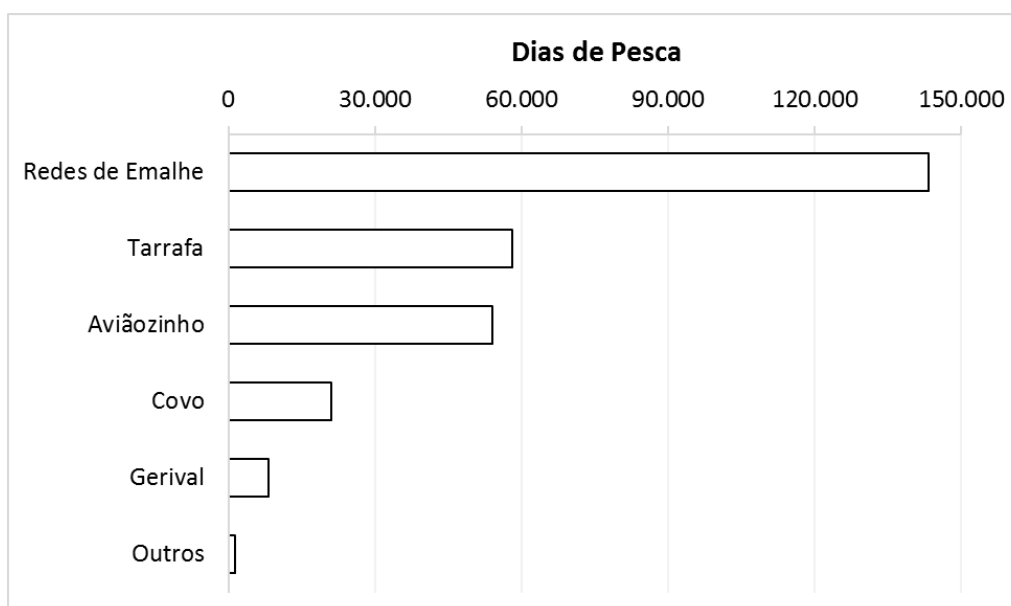 Dias de Pesca
0 30.000 60.000 90.000 120.000 150.000
Redes de Emalhe
Tarrafa
Aviãozinho
Covo
Gerival
Outros